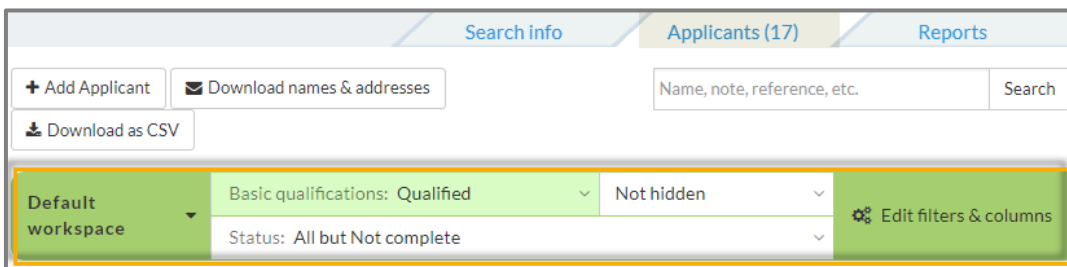 Search info
Applicants (17)
Reports
Add Applicant
Download names & addresses
Name, note, reference, etc.
Search
Download as CSV
Default
workspace
Basic qualifications: Qualified
Not hidden
Status: All but Not complete
Edit filters & columns